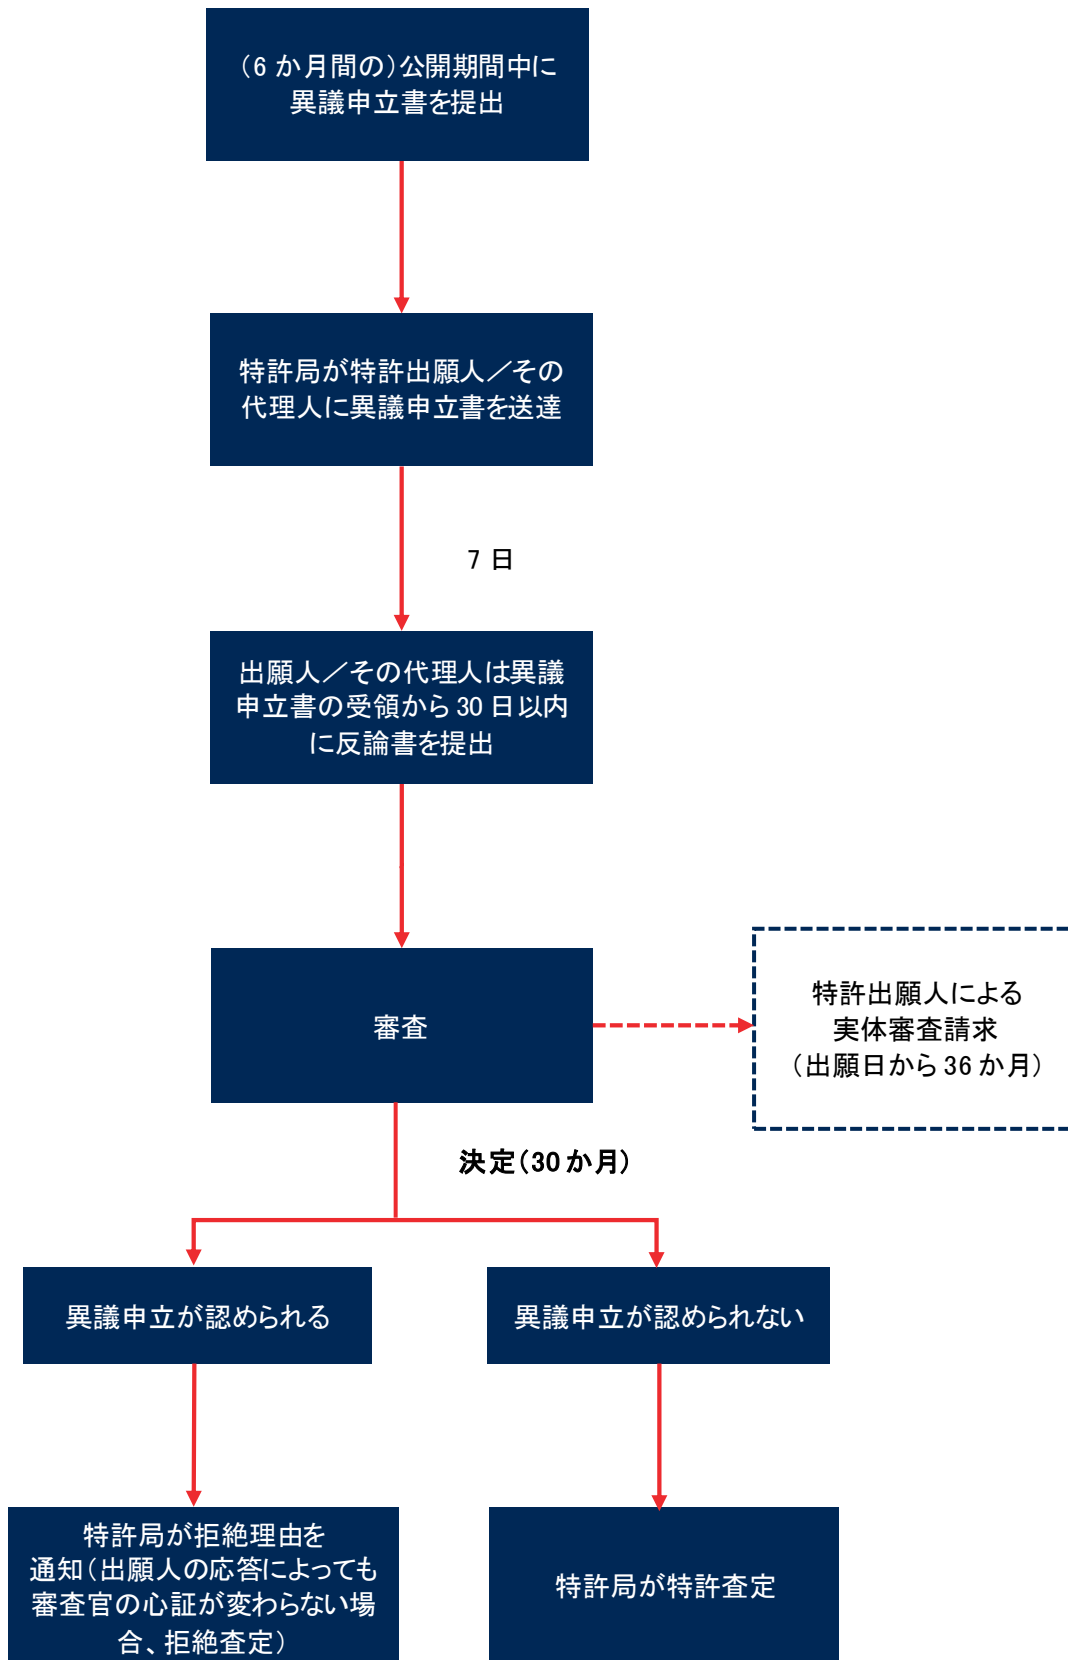 （6 か月間の）公開期間中に
異議申立書を提出
特許局が特許出願人／その
代理人に異議申立書を送達
7 日
出願人／その代理人は異議
申立書の受領から 30 日以内
に反論書を提出
審査
特許出願人による
実体審査請求
（出願日から 36 か月）
決定（30 か月）
異議申立が認められる
異議申立が認められない
特許局が拒絶理由を
通知（出願人の応答によっても
審査官の心証が変わらない場
合、拒絶査定）
特許局が特許査定